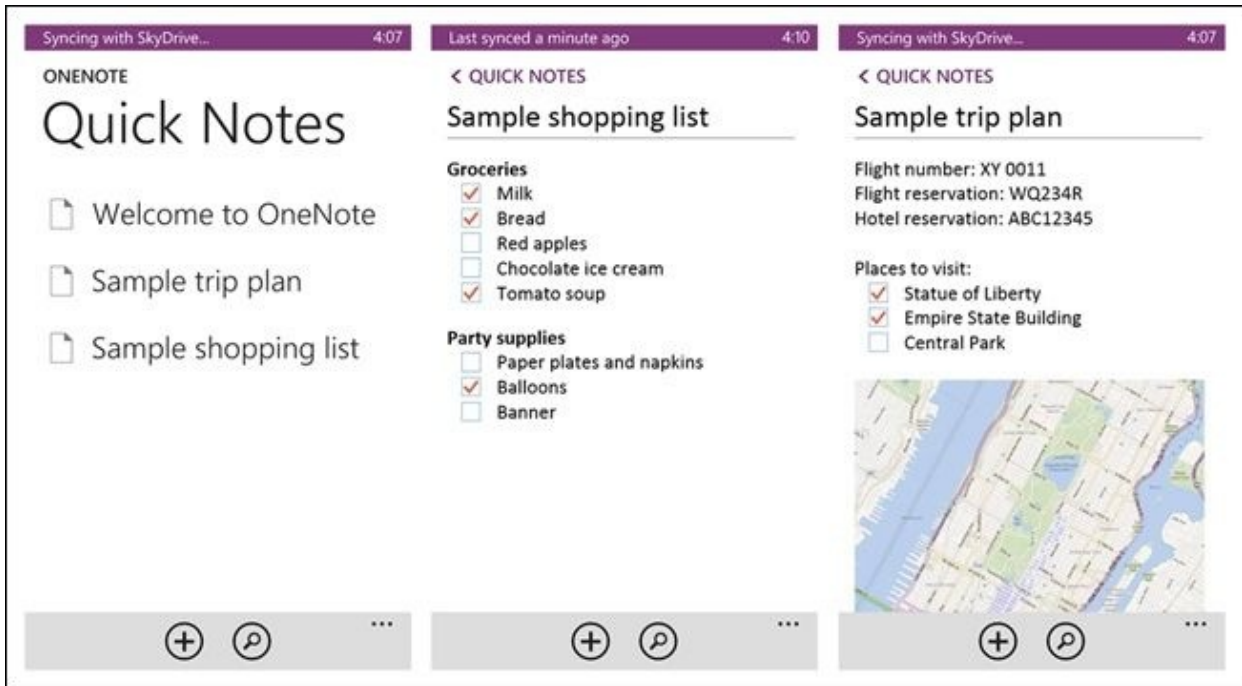 Syncing with SkyDrive... 4:07
ONENOTE
Quick Notes
Welcome to OneNote
Sample trip plan
Sample shopping list
Last synced a minute ago 4:10
< QUICK NOTES
Sample shopping list
Groceries
Milk
Bread
Red apples
Chocolate ice cream
Tomato soup
Party supplies
Paper plates and napkins
Balloons
Banner
Syncing with SkyDrive... 4:07
< QUICK NOTES
Sample trip plan
Flight number: XY 0011
Flight reservation: WQ234R
Hotel reservation: ABC12345
Places to visit:
Statue of Liberty
Empire State Building
Central Park